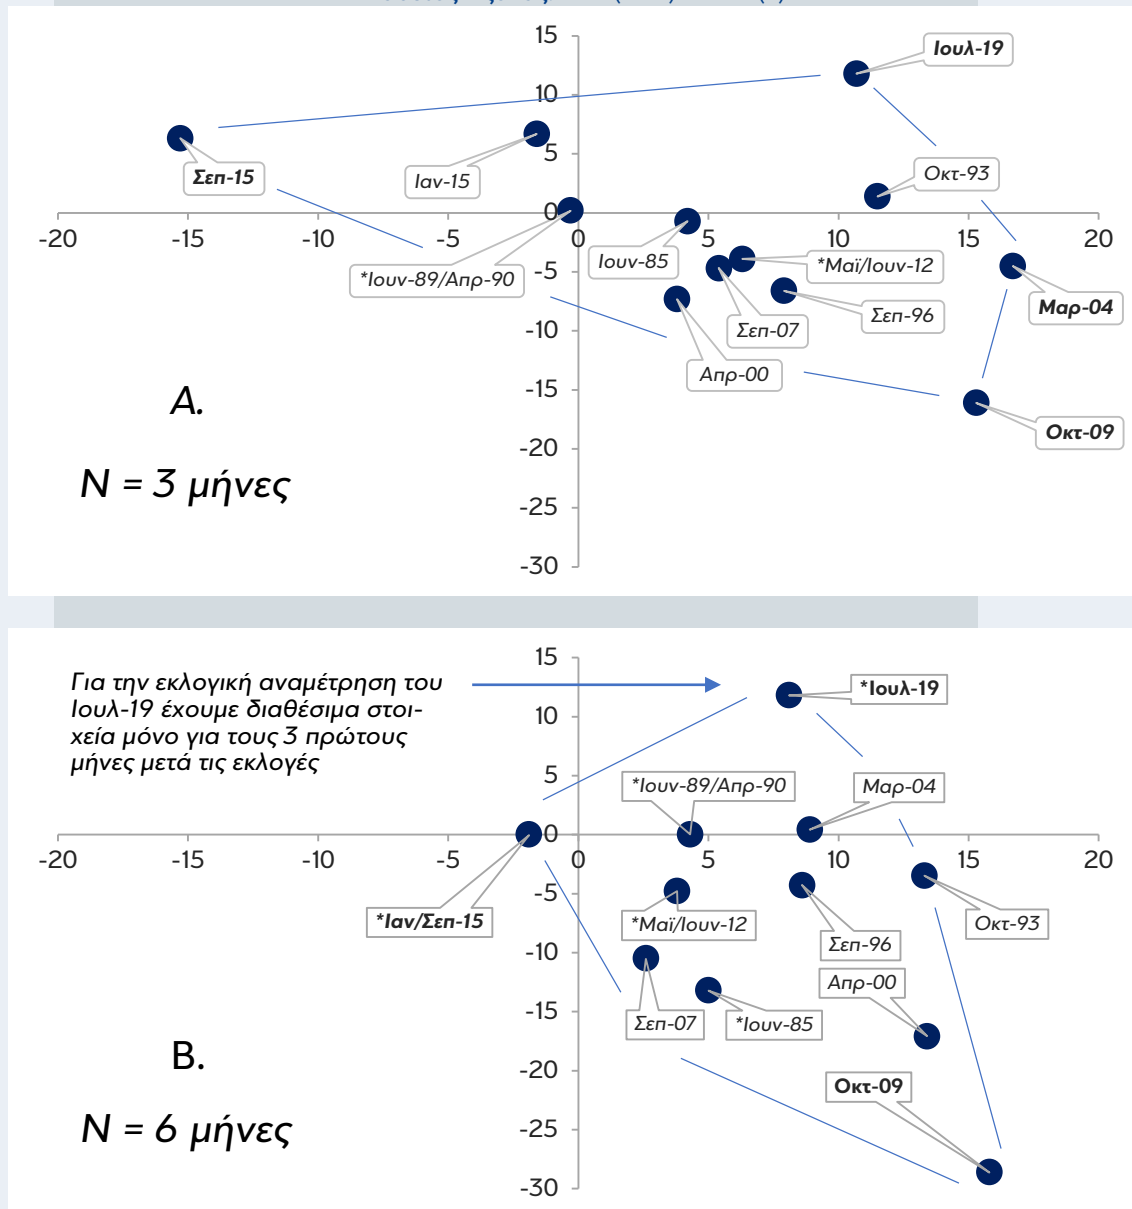 15
Ιουλ-19
10
5
Σεπ-15
Ιαν-15
Οκτ-93
0
-20
-15
-10
-5
0
5
10
15
20
*Ιουν-89/Απρ-90
Ιουν-85
*Μαϊ/Ιουν-12
-5
Μαρ-04
Σεπ-96
Σεπ-07
-10
Απρ-00
Α.
-15
Οκτ-09
-20
Ν = 3 μήνες
-25
-30
15
Για την εκλογική αναμέτρηση του
Ιουλ-19 έχουμε διαθέσιμα στοι-
χεία μόνο για τους 3 πρώτους
μήνες μετά τις εκλογές
*Ιουλ-19
10
5
*Ιουν-89/Απρ-90
Μαρ-04
0
-20
-15
-10
-5
0
5
10
15
20
-5
*Ιαν/Σεπ-15
*Μαϊ/Ιουν-12
Οκτ-93
Σεπ-96
-10
Απρ-00
Σεπ-07
*Ιουν-85
-15
Β.
-20
Οκτ-09
Ν = 6 μήνες
-25
-30